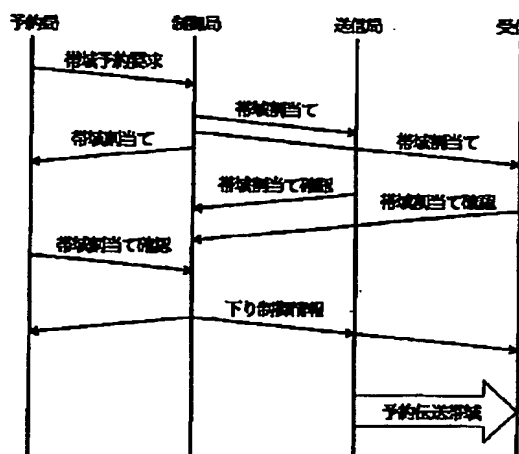 予約局 制御局 送信局 受信
帯域予約要求
帯域割当て
帯域割当て 帯域割当て
帯域割当て確認
帯域割当て確認
帯域割当て確認
下り制御情報
予約伝送帯域